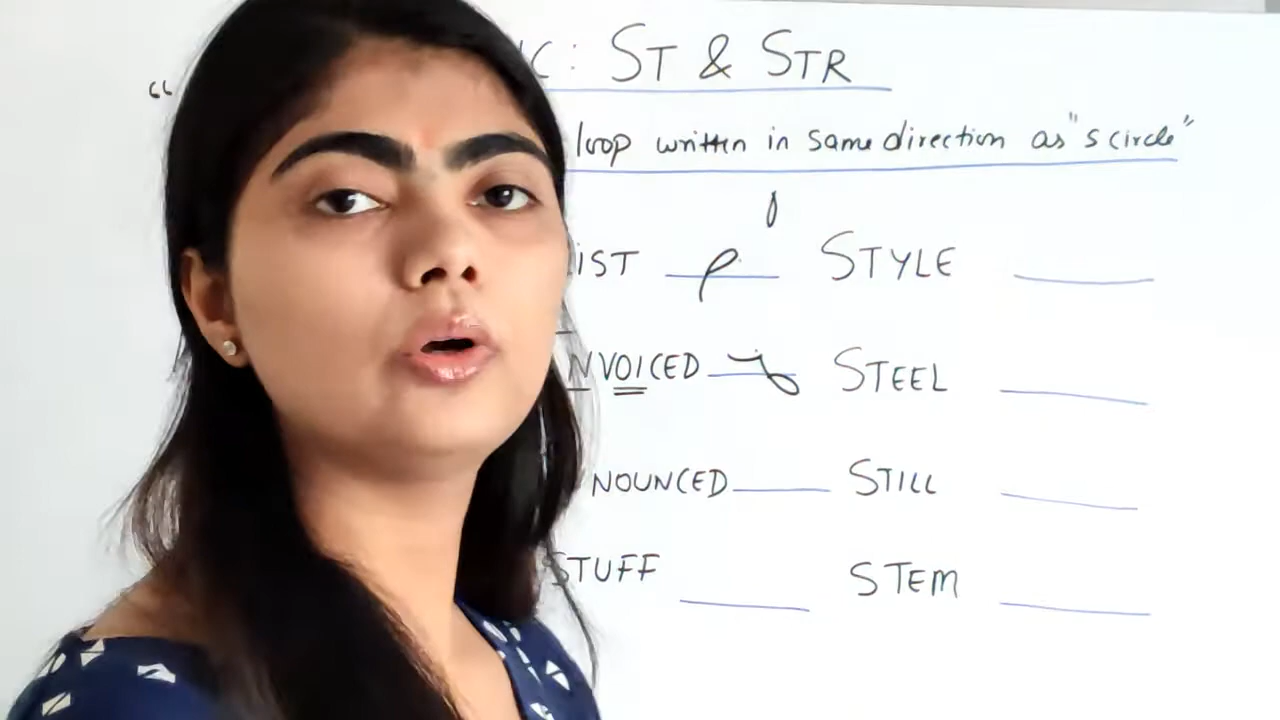 C: ST & STR
“ loop written in same direction as "s circle"
IST STYLE
NVOICED STEEL
NOUNCED STILL
STUFF STEM